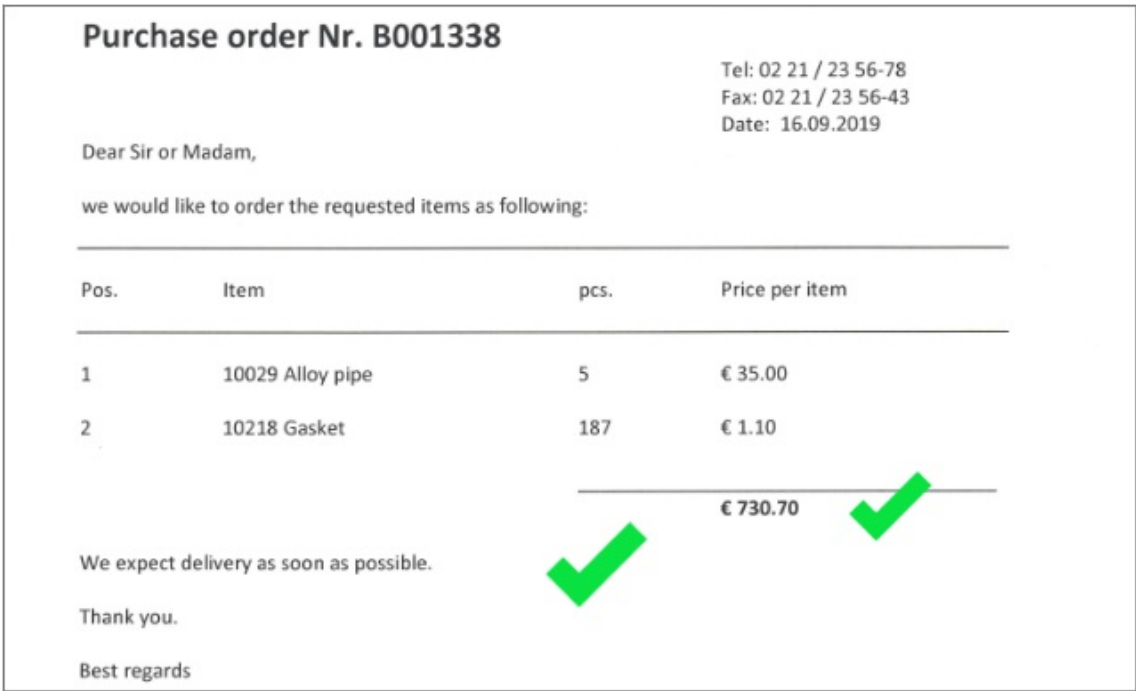 Purchase order Nr. B001338
Tel: 02 21 / 23 56-78
Fax: 02 21 / 23 56-43
Date: 16.09.2019
Dear Sir or Madam,
we would like to order the requested items as following:
Pos. Item pcs. Price per item
1 10029 Alloy pipe 5 € 35.00
2 10218 Gasket 187 € 1.10
€ 730.70
We expect delivery as soon as possible.
Thank you.
Best regards